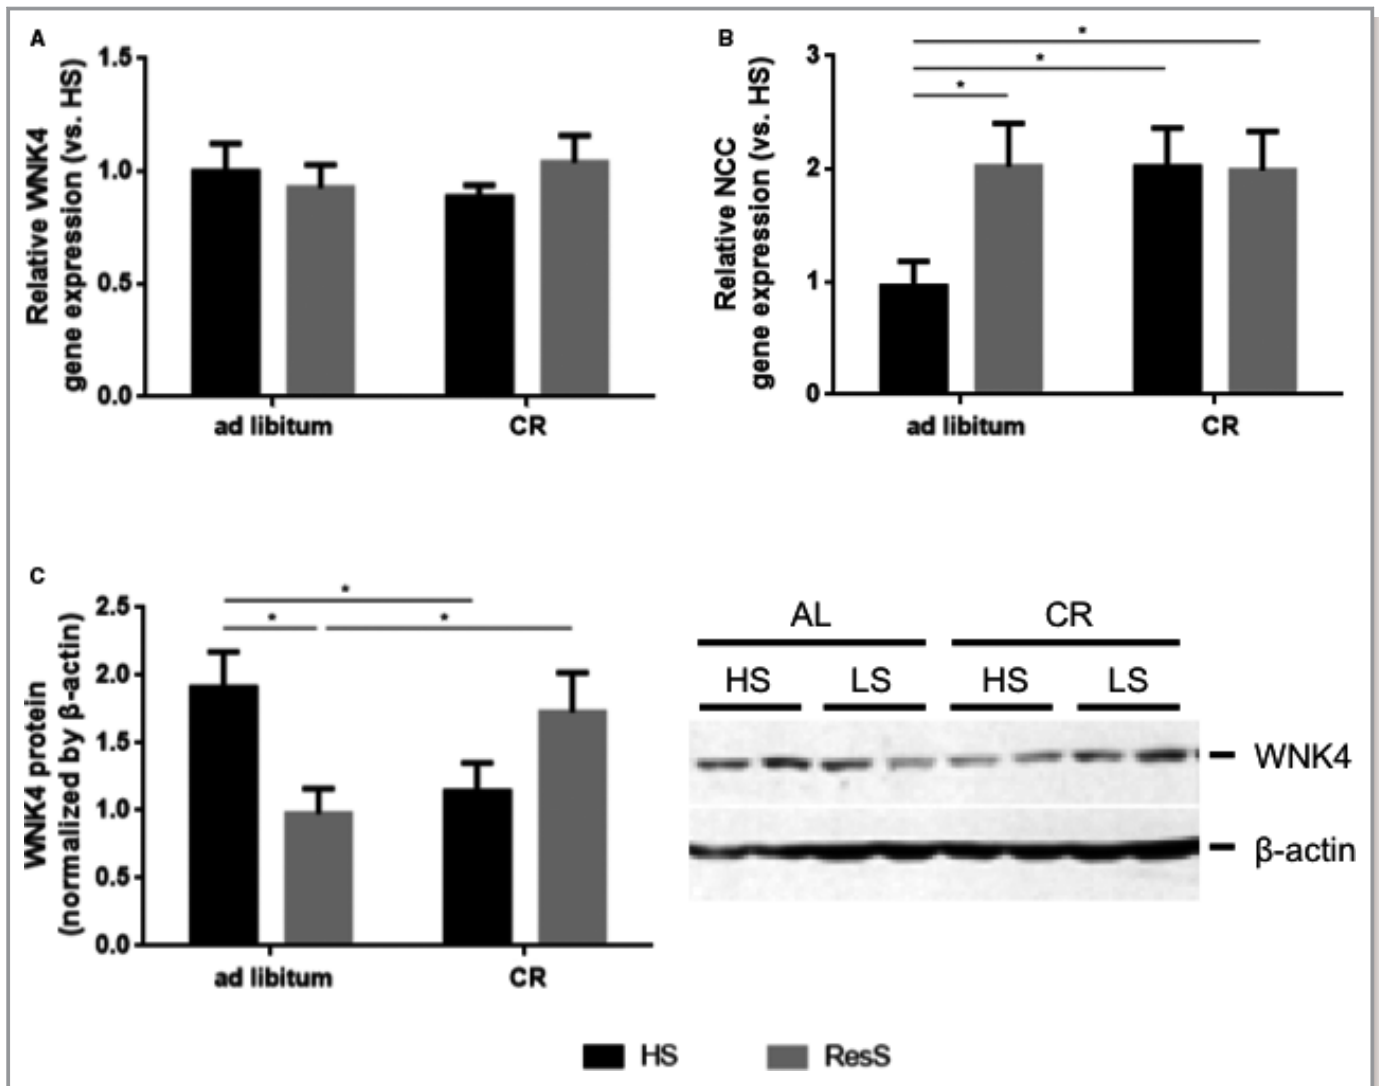 A
Relative WNK4
gene expression (vs. HS)
1.5
1.0
0.5
0.0
ad libitum
CR
B
Relative NCC
gene expression (vs. HS)
3
2
1
0
*
*
*
ad libitum
CR
C
WNK4 protein
(normalized by β-actin)
2.5
2.0
1.5
1.0
0.5
0.0
*
*
*
ad libitum
CR
AL
CR
HS
LS
HS
LS
WNK4
β-actin
HS
ResS